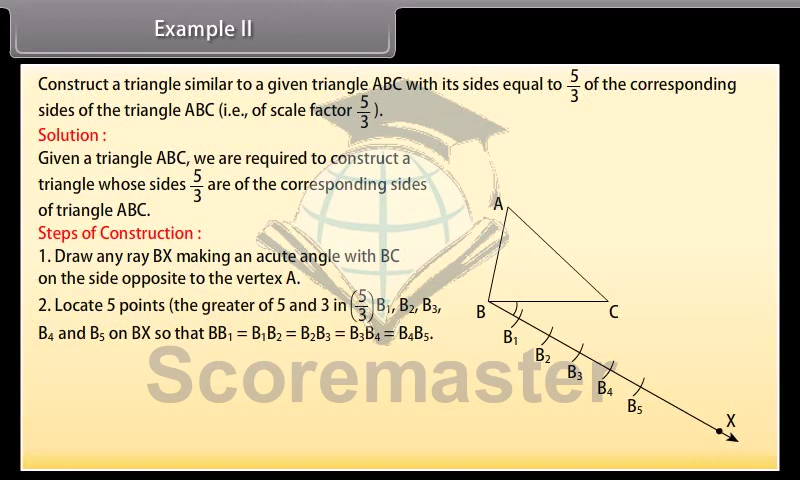 Example II
Construct a triangle similar to a given triangle ABC with its sides equal to 5/3 of the corresponding
sides of the triangle ABC (i.e., of scale factor 5/3 ).
Solution :
Given a triangle ABC, we are required to construct a
triangle whose sides 5/3 are of the corresponding sides
of triangle ABC.
Steps of Construction :
1. Draw any ray BX making an acute angle with BC
on the side opposite to the vertex A.
2. Locate 5 points (the greater of 5 and 3 in (5/3) B₁, B₂, B₃,
B₄ and B₅ on BX so that BB₁ = B₁B₂ = B₂B₃ = B₃B₄ = B₄B₅.
A
B
C
B₁
B₂
B₃
B₄
B₅
X
Scoremaster